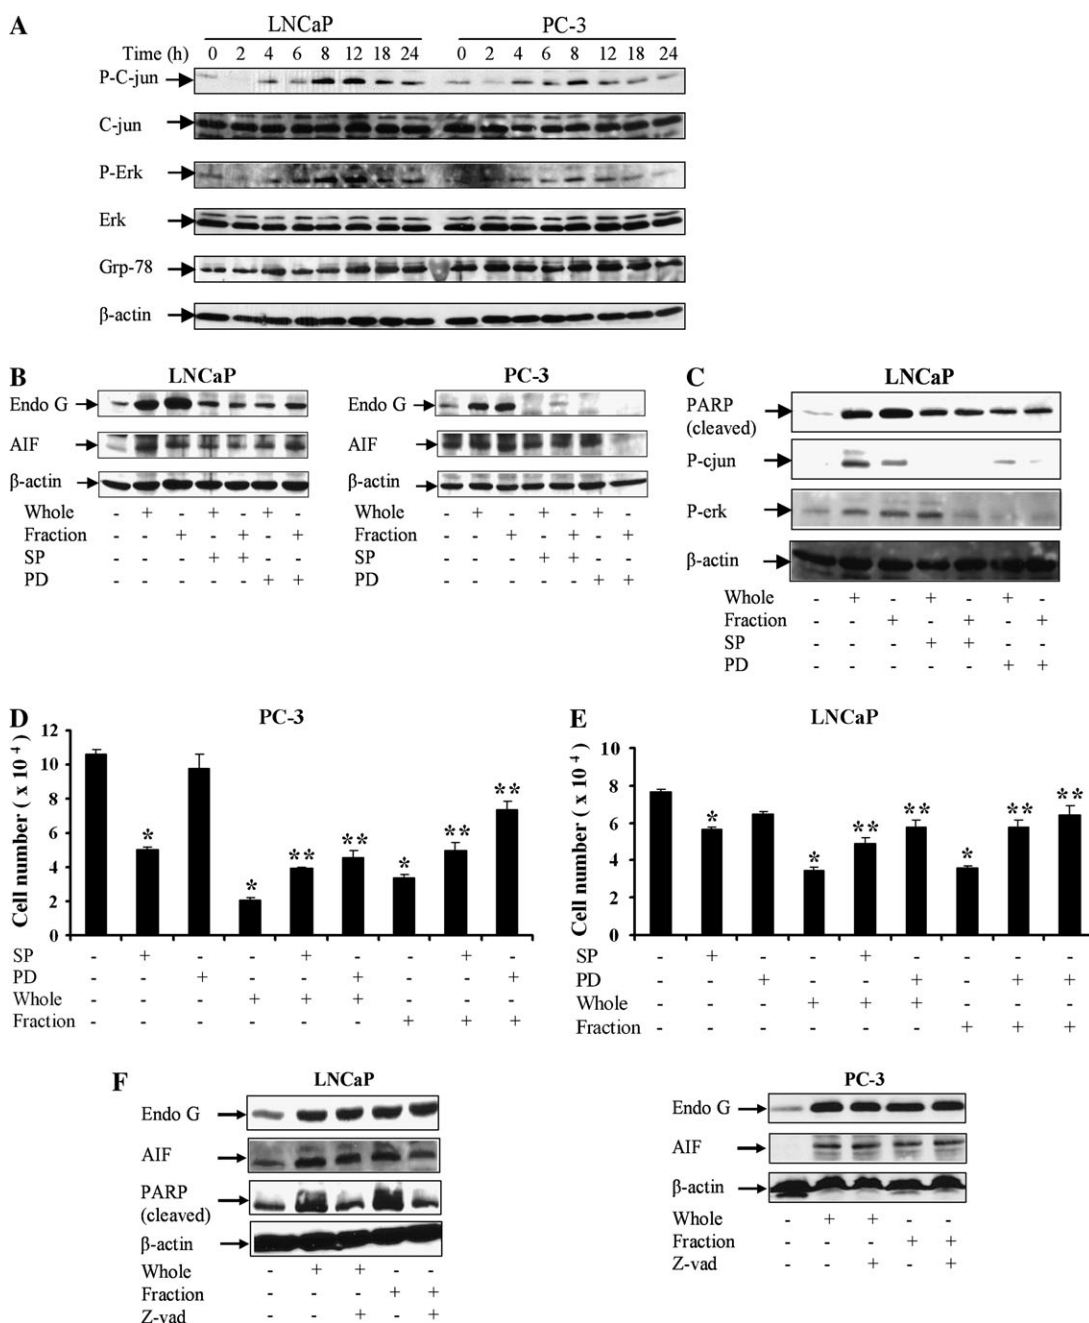 A
LNCaP PC-3
Time (h) 0 2 4 6 8 12 18 24 0 2 4 6 8 12 18 24
P-C-jun
C-jun
P-Erk
Erk
Grp-78
β-actin
B
LNCaP PC-3
Endo G Endo G
AIF AIF
β-actin β-actin
Whole - + - + - + - Whole - + - + - + -
Fraction - - + - + - + Fraction - - + - + - +
SP - - - + + - - SP - - - + + - -
PD - - - - - + + PD - - - - - + +
C
LNCaP
PARP
(cleaved)
P-cjun
P-erk
β-actin
Whole - + - + - + -
Fraction - - + - + - +
SP - - - + + - -
PD - - - - - + +
D
PC-3
Cell number ( x 10⁻⁴ )
12
10
8
6
4
2
0
* * ** ** * ** **
SP - + - - + - - + -
PD - - + - - + - - +
Whole - - - + + + - - -
Fraction - - - - - - + + +
E
LNCaP
Cell number ( x 10⁻⁴ )
10
8
6
4
2
0
* * ** ** * ** **
SP - + - - + - - - -
PD - - + - - + - + +
Whole - - - + + + - - -
Fraction - - - - - - + + +
F
LNCaP
Endo G
AIF
PARP
(cleaved)
β-actin
Whole - + + - -
Fraction - - - + +
Z-vad - - + - +
PC-3
Endo G
AIF
β-actin
Whole - + + - -
Fraction - - - + +
Z-vad - - + - +